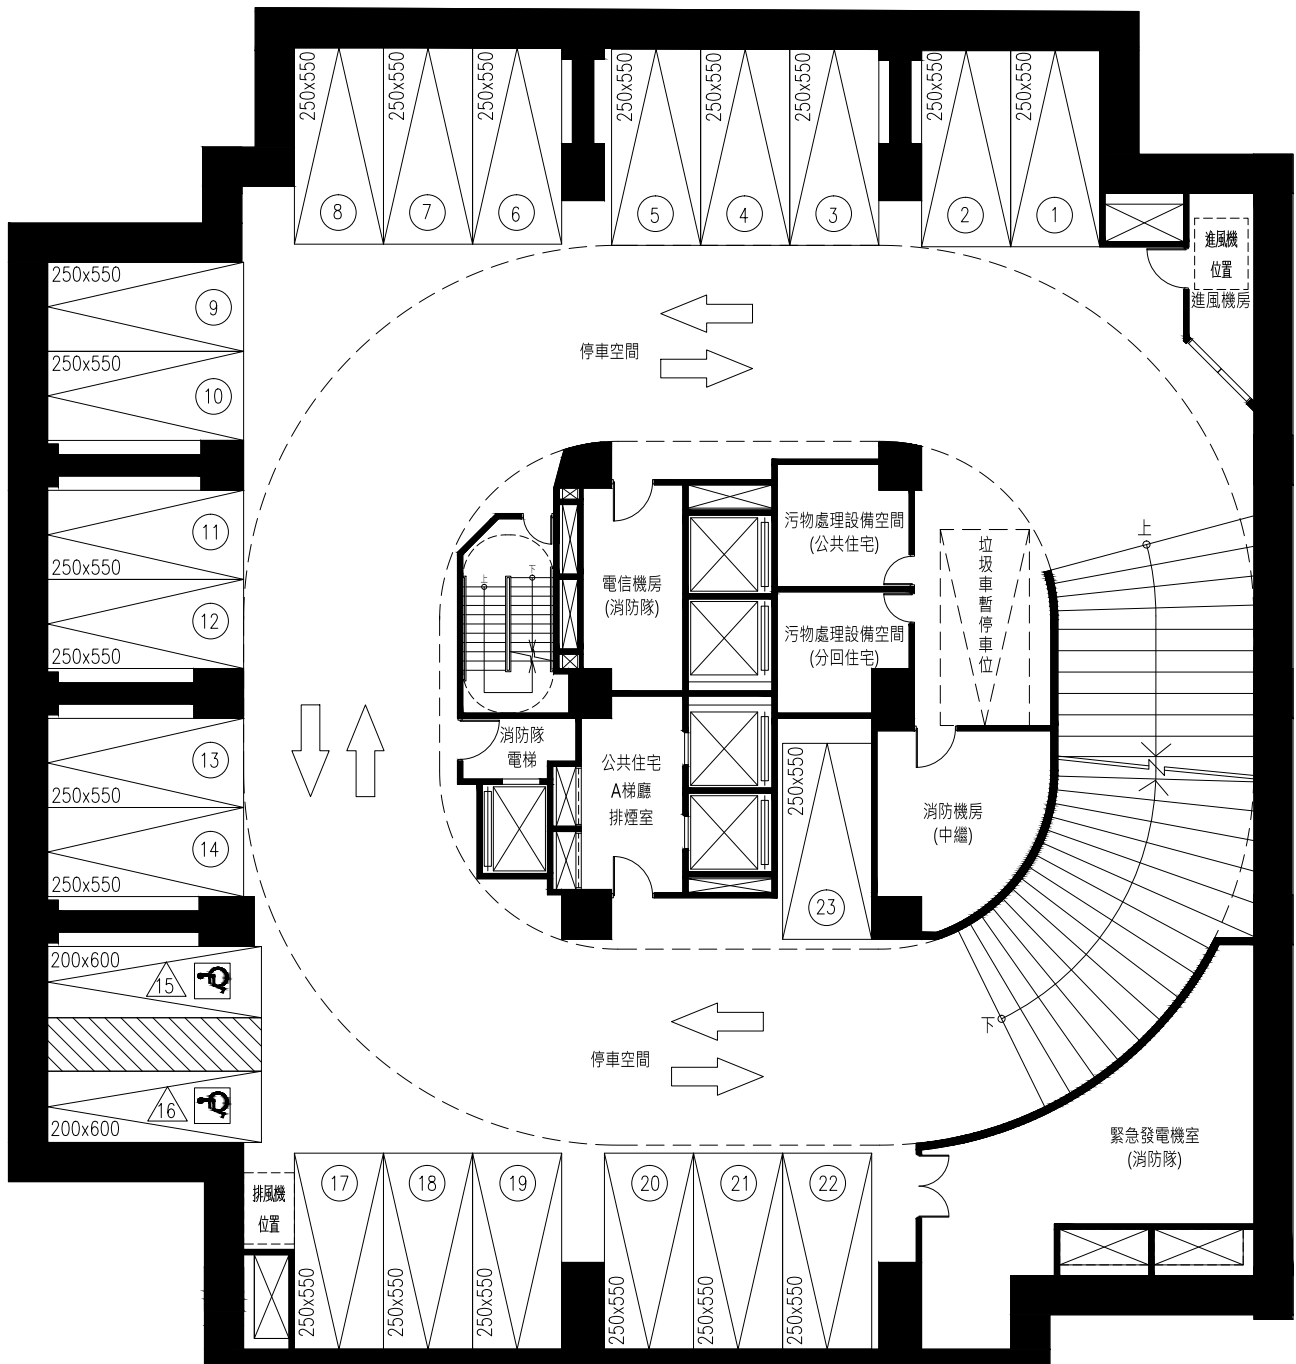 250x550
250x550
250x550
250x550
250x550
250x550
250x550
250x550
8
7
6
5
4
3
2
1
進風機
位置
進風機房
250x550
9
250x550
10
停車空間
11
250x550
12
250x550
13
250x550
14
250x550
污物處理設備空間
(公共住宅)
電信機房
(消防隊)
污物處理設備空間
(分回住宅)
垃圾車暫停車位
上
上
下
消防隊
電梯
公共住宅
A梯廳
排煙室
250x550
23
消防機房
(中繼)
下
200x600
15
16
200x600
停車空間
緊急發電機室
(消防隊)
排風機
位置
17
18
19
20
21
22
250x550
250x550
250x550
250x550
250x550
250x550